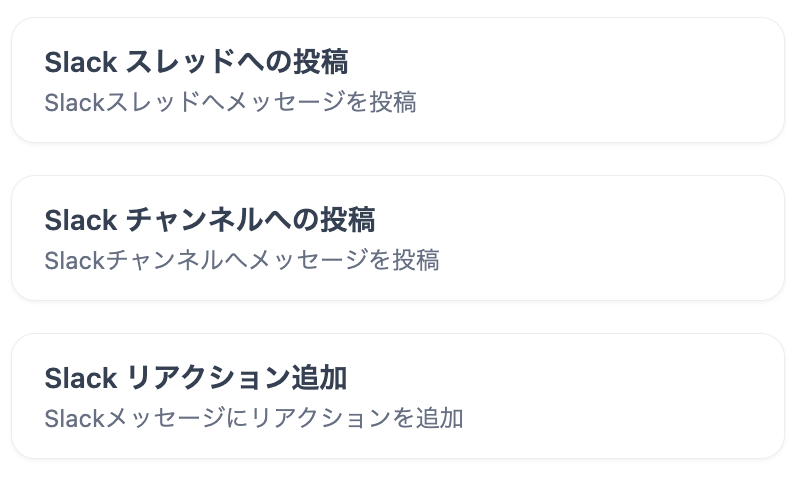 Slack スレッドへの投稿
Slackスレッドへメッセージを投稿
Slack チャンネルへの投稿
Slackチャンネルへメッセージを投稿
Slack リアクション追加
Slackメッセージにリアクションを追加